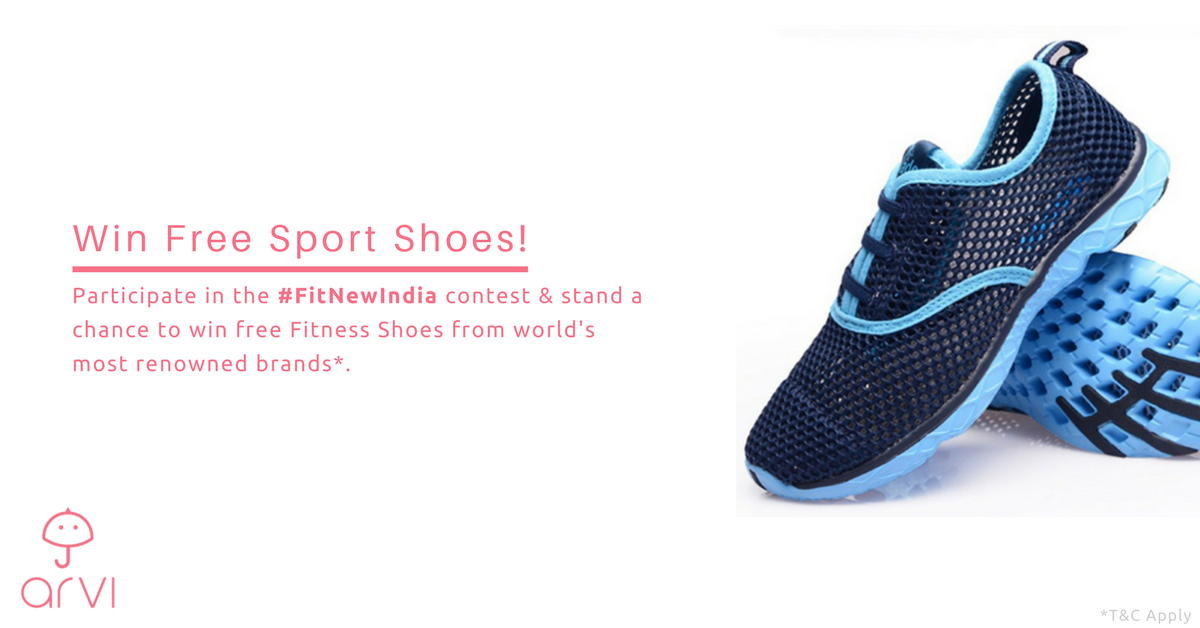 Win Free Sport Shoes!
Participate in the #FitNewIndia contest & stand a
chance to win free Fitness Shoes from world's
most renowned brands*.
arvi
*T&C Apply